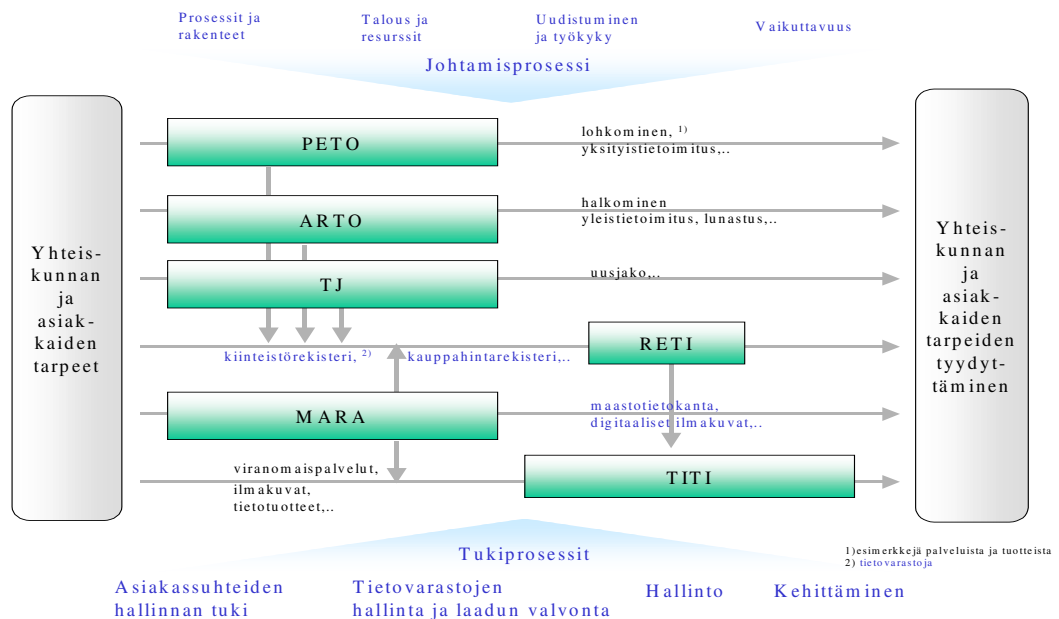 Prosessit ja
rakenteet
Talous ja
resurssit
Uudistuminen
ja työkyky
Vaikuttavuus
Johtamisprosessi
Yhteis-
kunnan
ja
asiak-
kaiden
tarpeet
PETO
lohkominen, 1)
yksityistietoimitus,..
ARTO
halkominen
yleistietoimitus, lunastus,..
TJ
uusjako,..
kiinteistörekisteri, 2)
kauppahintarekisteri,..
RETI
MARA
maastotietokanta,
digitaaliset ilmakuvat,..
viranomaispalvelut,
ilmakuvat,
tietotuotteet,..
TITI
Yhteis-
kunnan
ja
asiak-
kaiden
tarpeiden
tyydyt-
täminen
Tukiprosessit
1)esimerkkejä palveluista ja tuotteista
2) tietovarastoja
Asiakassuhteiden
hallinnan tuki
Tietovarastojen
hallinta ja laadun valvonta
Hallinto
Kehittäminen